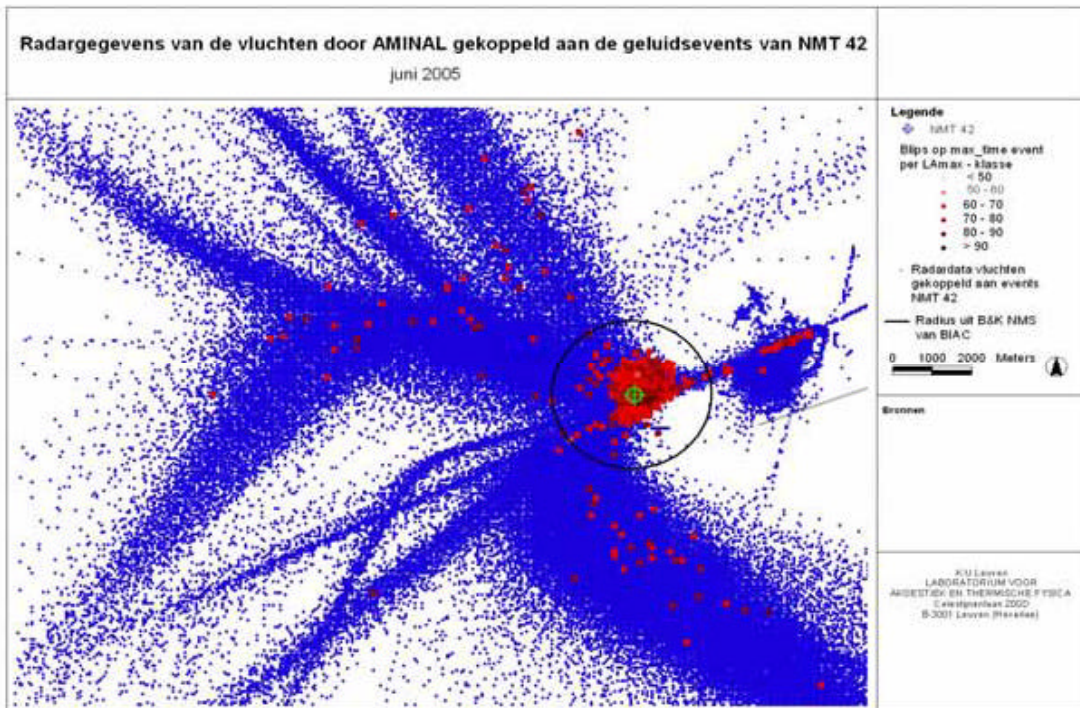 Radargegevens van de vluchten door AMINAL gekoppeld aan de geluidsevents van NMT 42
juni 2005
Legende
NMT 42
Blips op max_time event
per LAmax - klasse
< 50
50 - 60
60 - 70
70 - 80
80 - 90
> 90
Radardata vluchten
gekoppeld aan events
NMT 42
Radius uit B&K NMS
van BIAC
0 1000 2000 Meters
Bronnen
KU Leuven
LABORATORIUM VOOR
AKOESTIEK EN THERMISCHE FYSICA
Celestijnenlaan 200D
B-3001 Leuven (Heverlee)